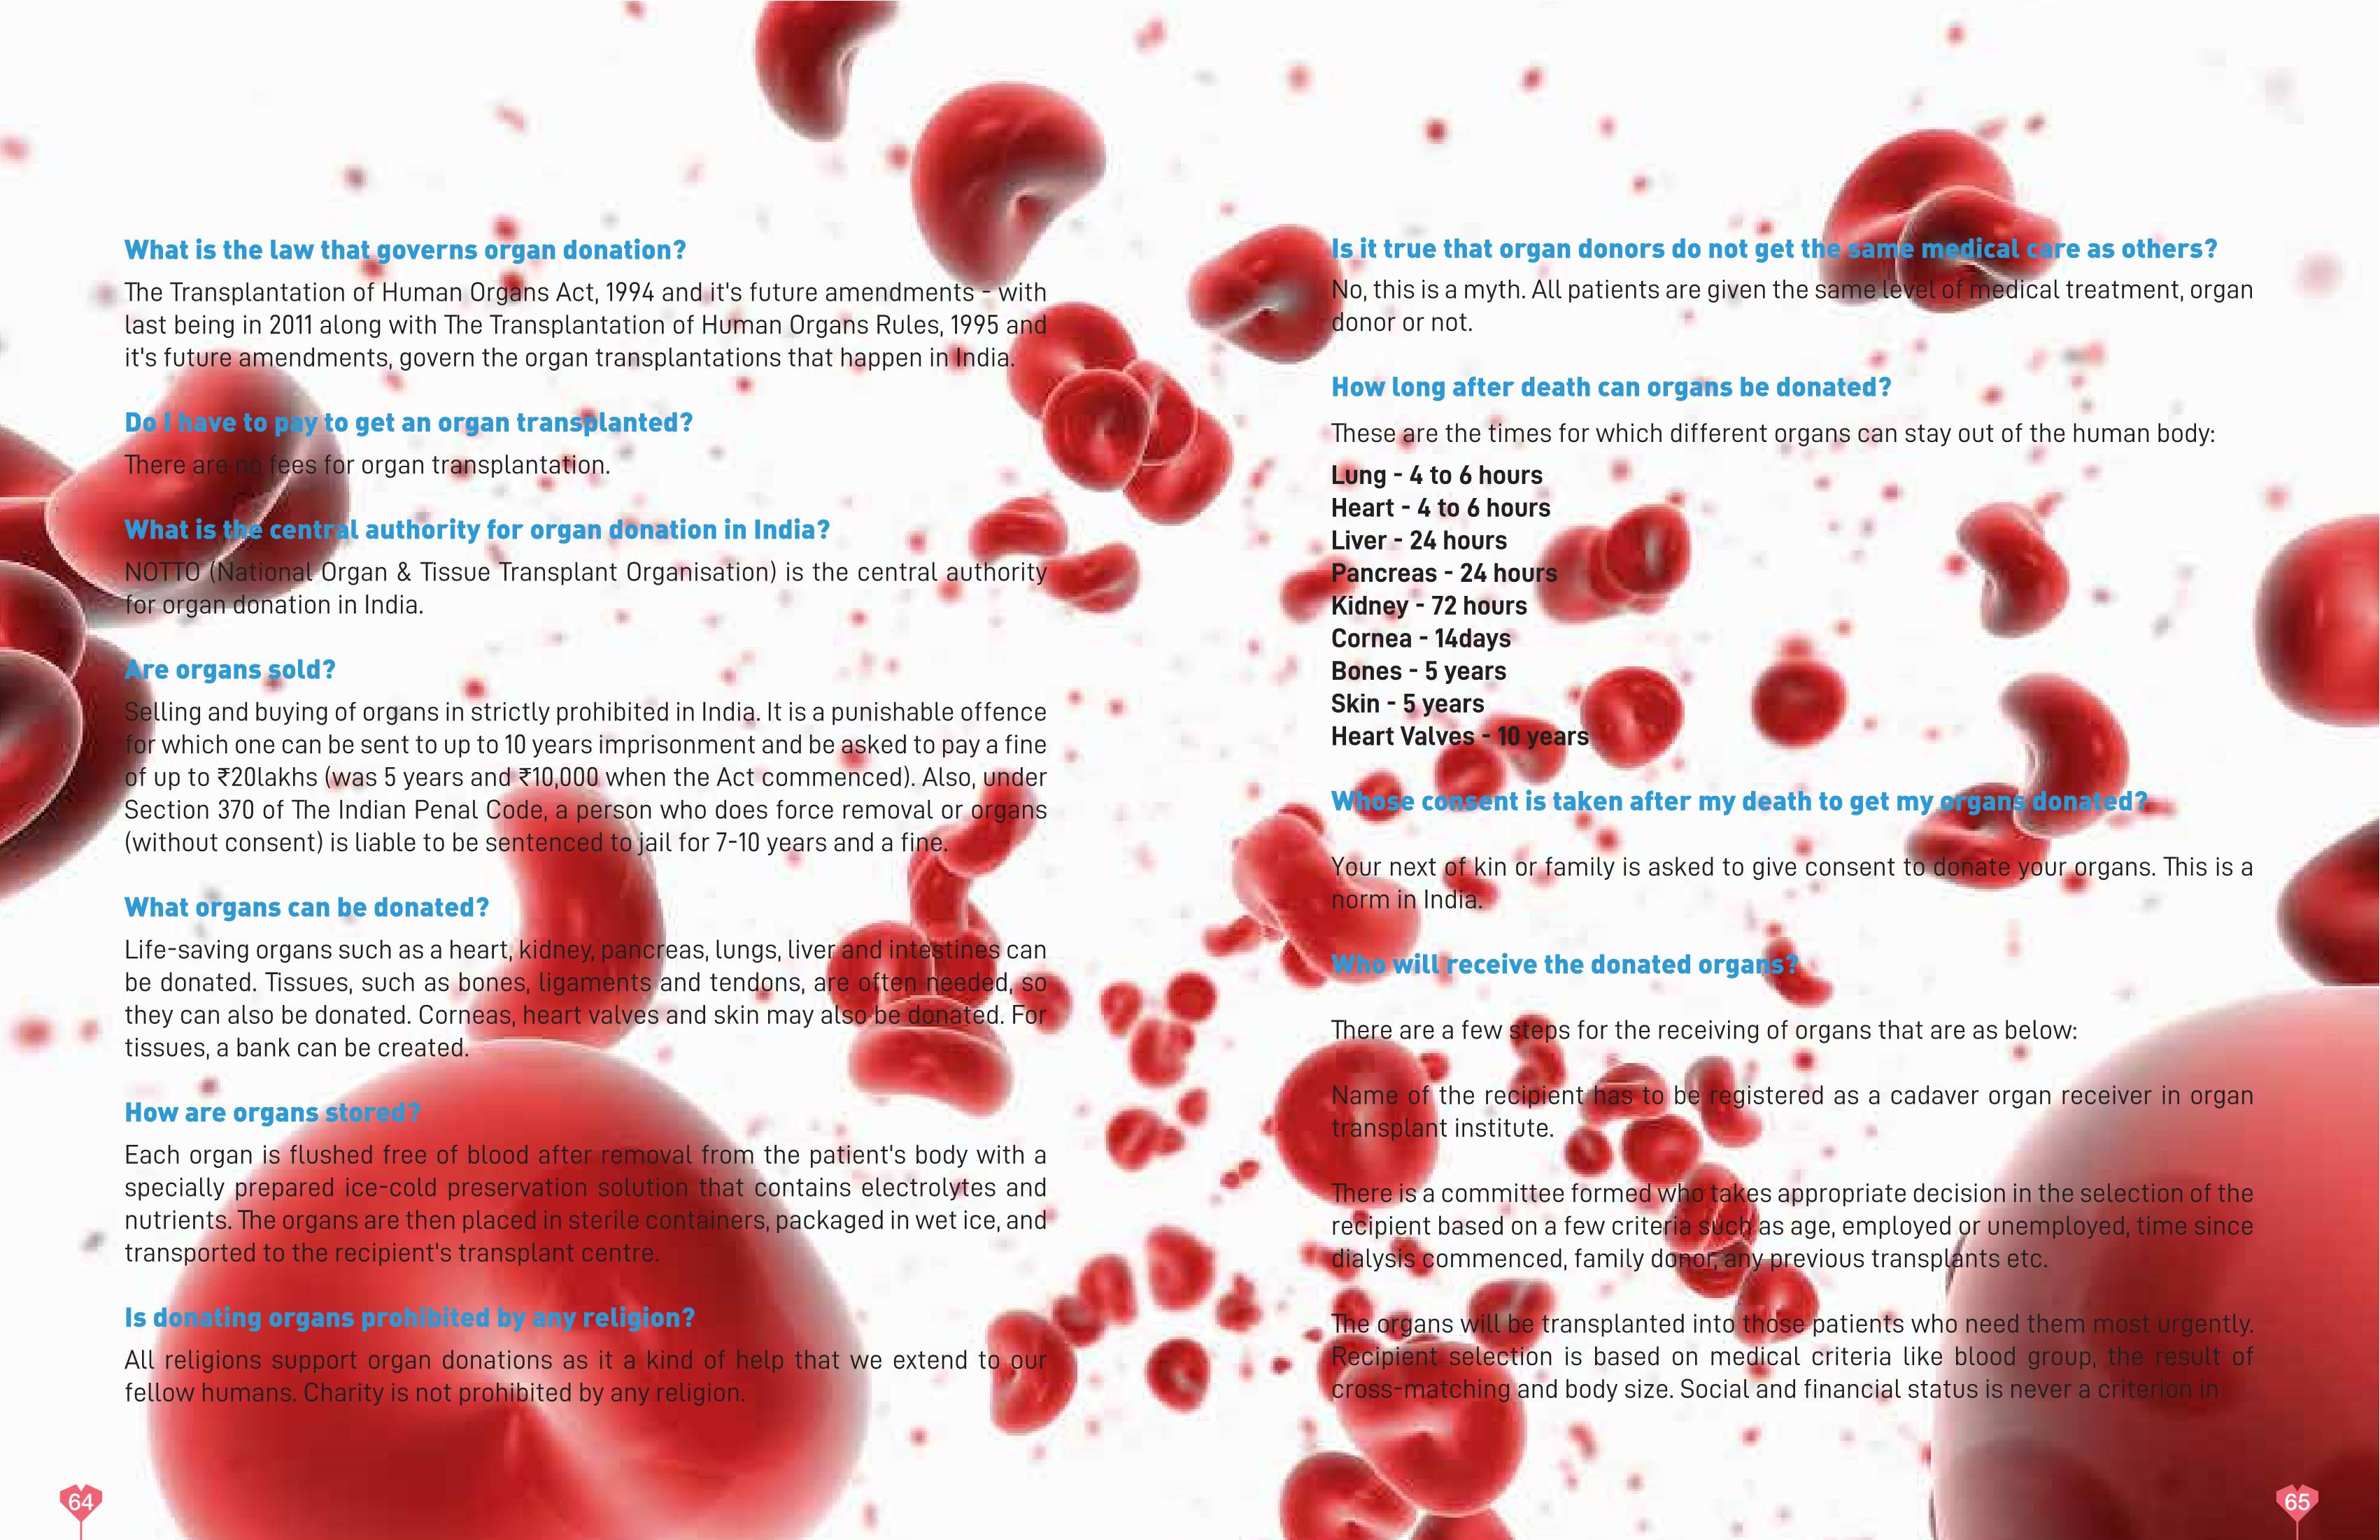 What is the law that governs organ donation?
The Transplantation of Human Organs Act, 1994 and it's future amendments - with
last being in 2011 along with The Transplantation of Human Organs Rules, 1995 and
it's future amendments, govern the organ transplantations that happen in India.
Do I have to pay to get an organ transplanted?
There are no fees for organ transplantation.
What is the central authority for organ donation in India?
NOTTO (National Organ & Tissue Transplant Organisation) is the central authority
for organ donation in India.
Are organs sold?
Selling and buying of organs in strictly prohibited in India. It is a punishable offence
for which one can be sent to up to 10 years imprisonment and be asked to pay a fine
of up to ₹20lakhs (was 5 years and ₹10,000 when the Act commenced). Also, under
Section 370 of The Indian Penal Code, a person who does force removal or organs
(without consent) is liable to be sentenced to jail for 7-10 years and a fine.
What organs can be donated?
Life-saving organs such as a heart, kidney, pancreas, lungs, liver and intestines can
be donated. Tissues, such as bones, ligaments and tendons, are often needed, so
they can also be donated. Corneas, heart valves and skin may also be donated. For
tissues, a bank can be created.
How are organs stored?
Each organ is flushed free of blood after removal from the patient's body with a
specially prepared ice-cold preservation solution that contains electrolytes and
nutrients. The organs are then placed in sterile containers, packaged in wet ice, and
transported to the recipient's transplant centre.
Is donating organs prohibited by any religion?
All religions support organ donations as it a kind of help that we extend to our
fellow humans. Charity is not prohibited by any religion.
64
Is it true that organ donors do not get the same medical care as others?
No, this is a myth. All patients are given the same level of medical treatment, organ
donor or not.
How long after death can organs be donated?
These are the times for which different organs can stay out of the human body:
Lung - 4 to 6 hours
Heart - 4 to 6 hours
Liver - 24 hours
Pancreas - 24 hours
Kidney - 72 hours
Cornea - 14days
Bones - 5 years
Skin - 5 years
Heart Valves - 10 years
Whose consent is taken after my death to get my organs donated?
Your next of kin or family is asked to give consent to donate your organs. This is a
norm in India.
Who will receive the donated organs?
There are a few steps for the receiving of organs that are as below:
Name of the recipient has to be registered as a cadaver organ receiver in organ
transplant institute.
There is a committee formed who takes appropriate decision in the selection of the
recipient based on a few criteria such as age, employed or unemployed, time since
dialysis commenced, family donor, any previous transplants etc.
The organs will be transplanted into those patients who need them most urgently.
Recipient selection is based on medical criteria like blood group, the result of
cross-matching and body size. Social and financial status is never a criterion in
65